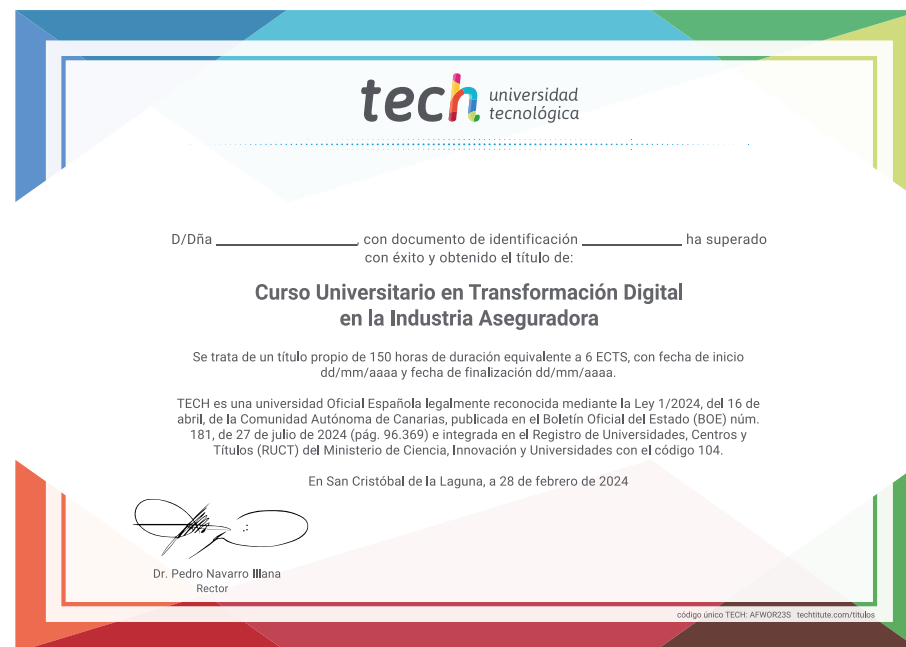 tech universidad
tecnológica
D/Dña ____________________, con documento de identificación ______________ ha superado
con éxito y obtenido el título de:
Curso Universitario en Transformación Digital
en la Industria Aseguradora
Se trata de un título propio de 150 horas de duración equivalente a 6 ECTS, con fecha de inicio
dd/mm/aaaa y fecha de finalización dd/mm/aaaa.
TECH es una universidad Oficial Española legalmente reconocida mediante la Ley 1/2024, del 16 de
abril, de la Comunidad Autónoma de Canarias, publicada en el Boletín Oficial del Estado (BOE) núm.
181, de 27 de julio de 2024 (pág. 96.369) e integrada en el Registro de Universidades, Centros y
Títulos (RUCT) del Ministerio de Ciencia, Innovación y Universidades con el código 104.
En San Cristóbal de la Laguna, a 28 de febrero de 2024
Dr. Pedro Navarro Illana
Rector
código único TECH: AFWOR23S techtitute.com/titulos